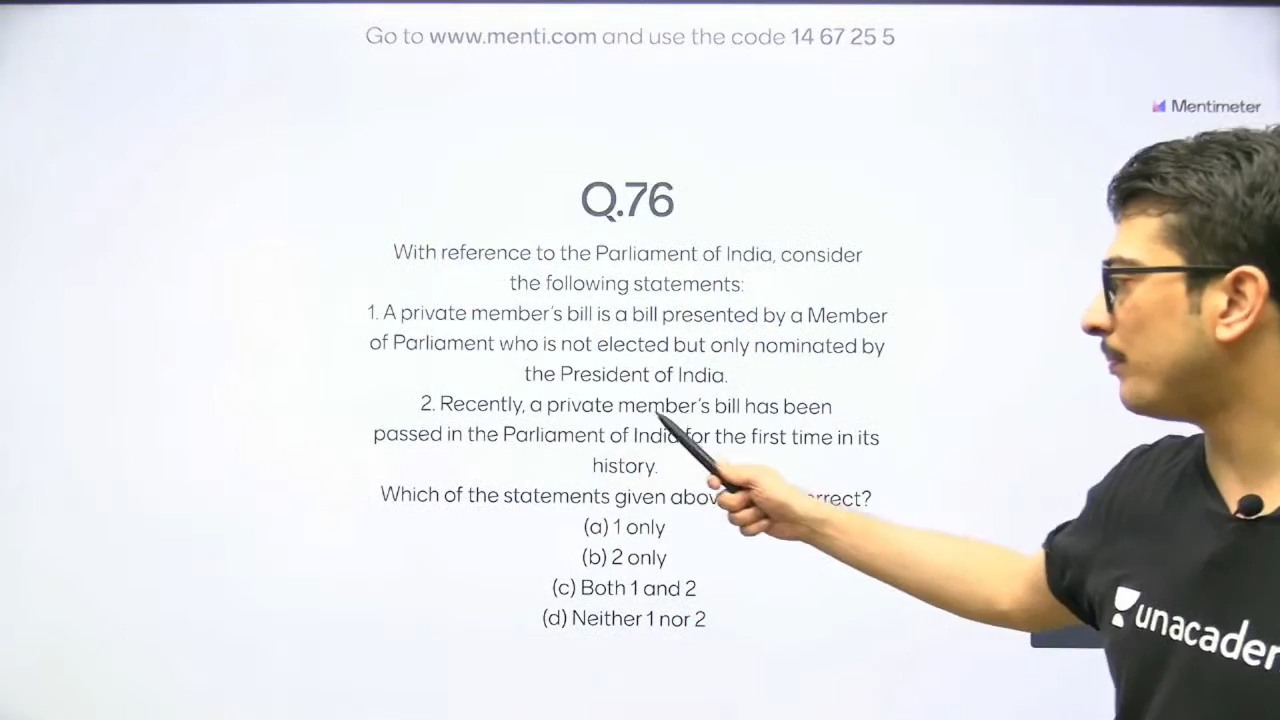 Go to www.menti.com and use the code 14 67 25 5
Mentimeter
Q.76
With reference to the Parliament of India, consider
the following statements:
1. A private member's bill is a bill presented by a Member
of Parliament who is not elected but only nominated by
the President of India.
2. Recently, a private member's bill has been
passed in the Parliament of India for the first time in its
history.
Which of the statements given abov rrect?
(a) 1 only
(b) 2 only
(c) Both 1 and 2
(d) Neither 1 nor 2
unacadem